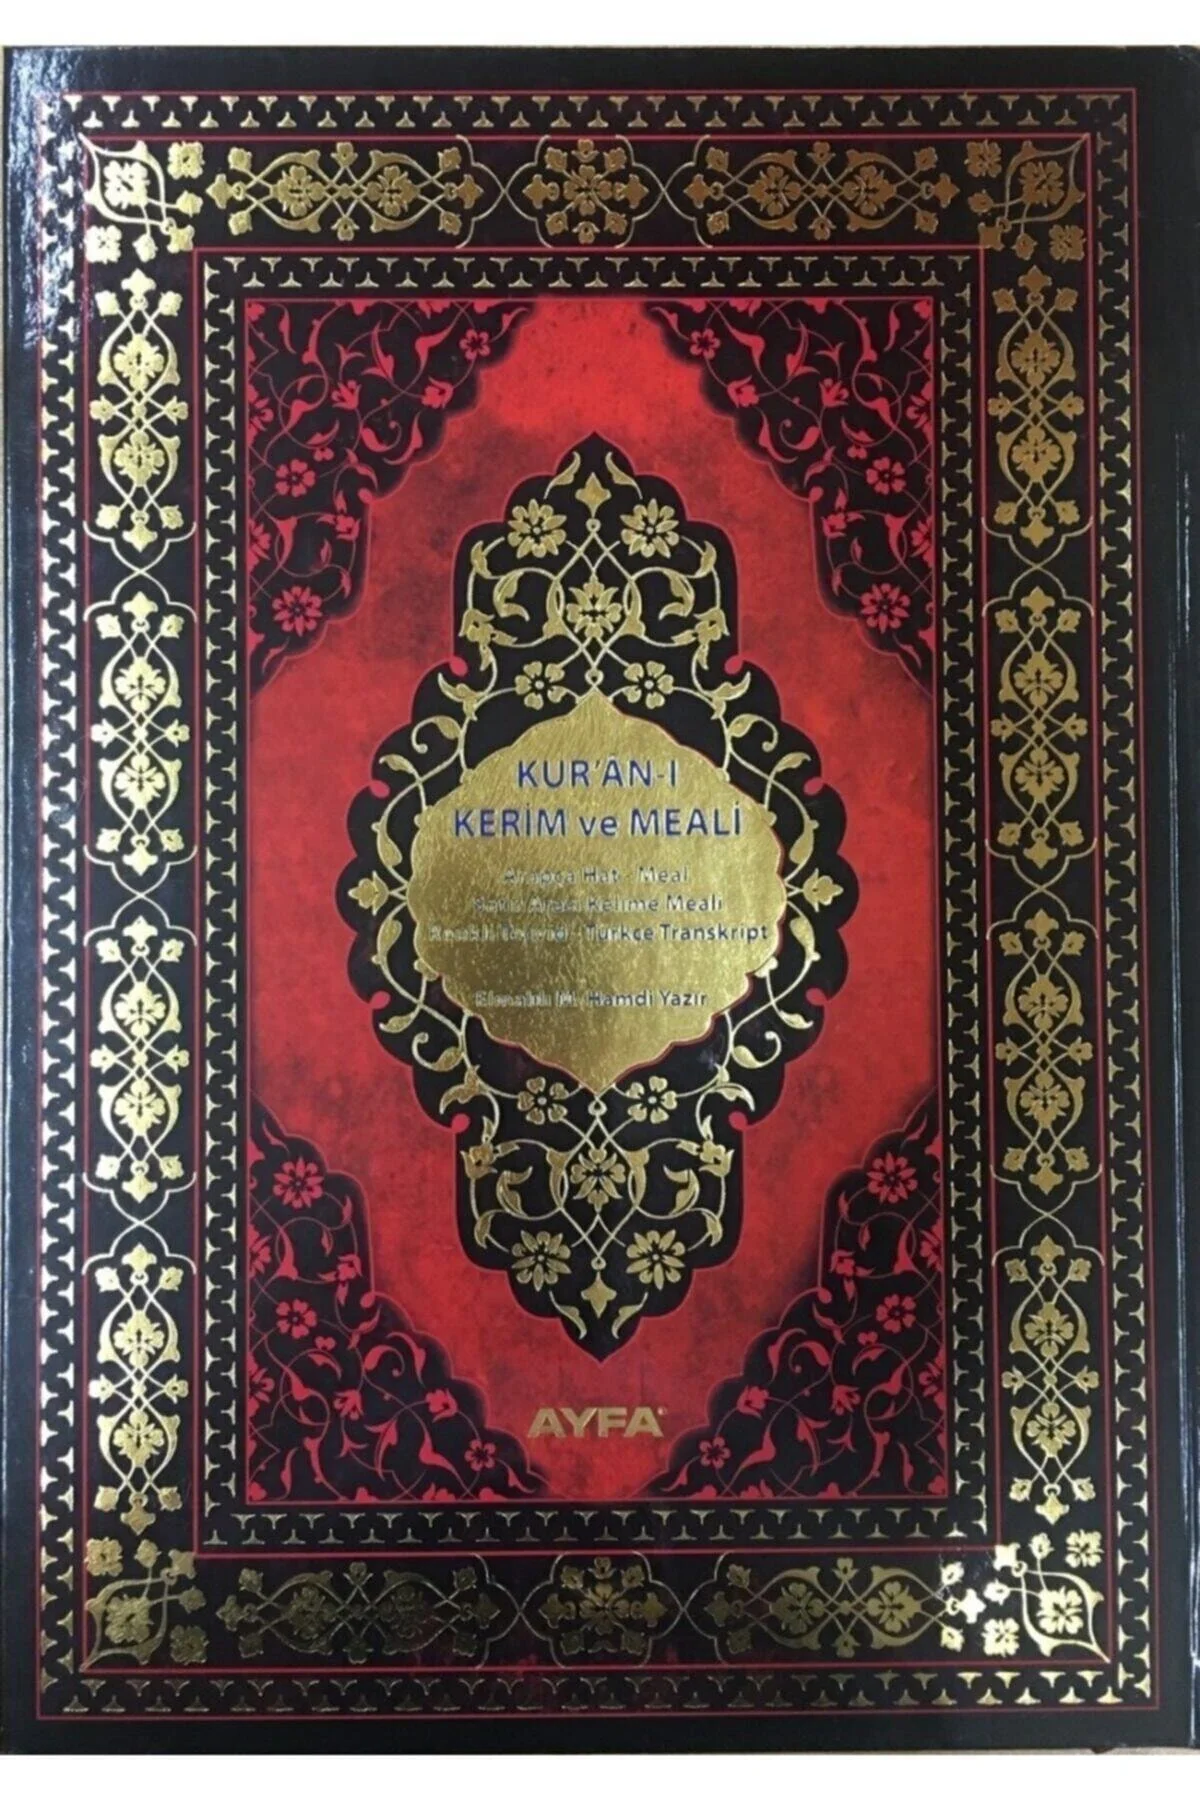 KUR'ÂN-I
KERİM ve MEALİ
Arapça Hat - Meal
Satır Arası Kelime Meali
Renkli Tecvid - Türkçe Transkript
Elmalılı M. Hamdi Yazır
AYFA